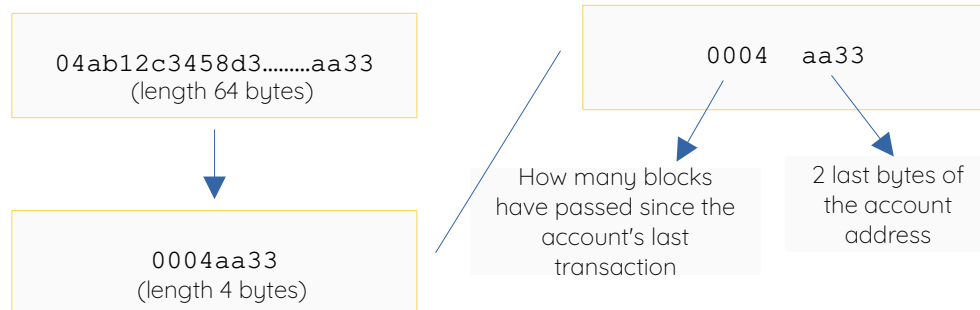 04ab12c3458d3.........aa33
(length 64 bytes)
0004aa33
(length 4 bytes)
0004 aa33
How many blocks
have passed since the
account's last
transaction
2 last bytes of
the account
address